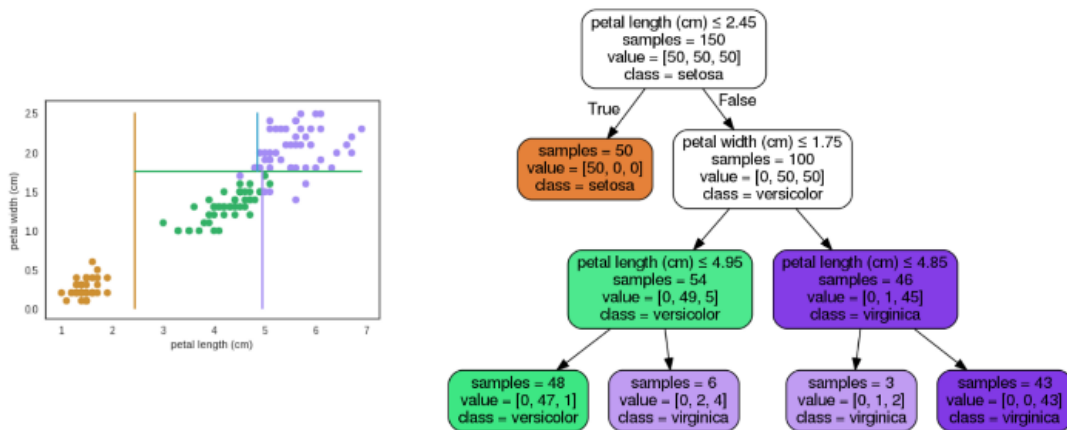 2.5
2.0
1.5
1.0
0.5
0.0
petal width (cm)
1 2 3 4 5 6 7
petal length (cm)
petal length (cm) ≤ 2.45
samples = 150
value = [50, 50, 50]
class = setosa
True
False
samples = 50
value = [50, 0, 0]
class = setosa
petal width (cm) ≤ 1.75
samples = 100
value = [0, 50, 50]
class = versicolor
petal length (cm) ≤ 4.95
samples = 54
value = [0, 49, 5]
class = versicolor
petal length (cm) ≤ 4.85
samples = 46
value = [0, 1, 45]
class = virginica
samples = 48
value = [0, 47, 1]
class = versicolor
samples = 6
value = [0, 2, 4]
class = virginica
samples = 3
value = [0, 1, 2]
class = virginica
samples = 43
value = [0, 0, 43]
class = virginica